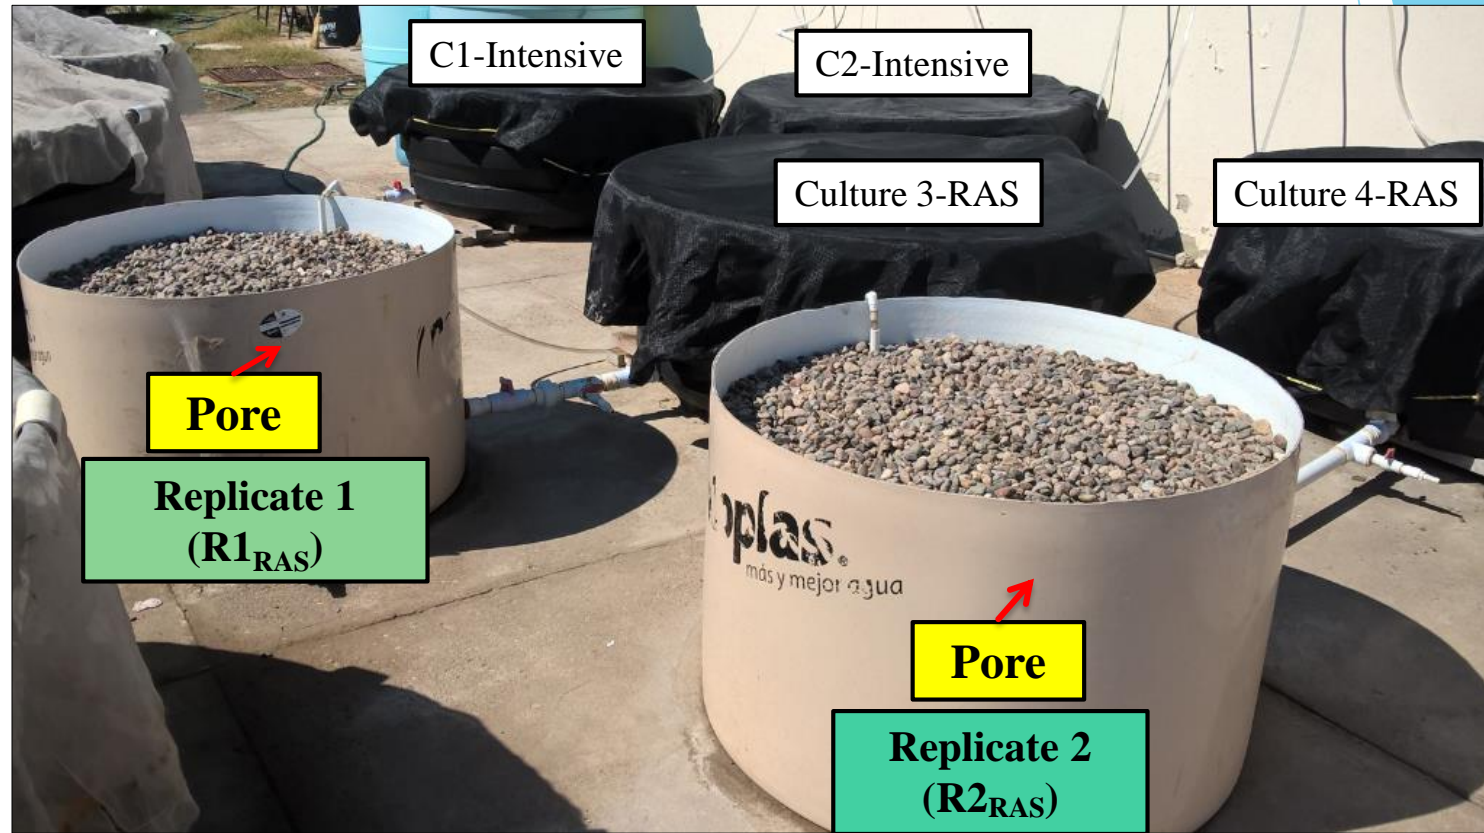 C1-Intensive
C2-Intensive
Culture 3-RAS
Culture 4-RAS
Pore
Replicate 1
(R1RAS)
más y mejor agua
Pore
Replicate 2
(R2RAS)